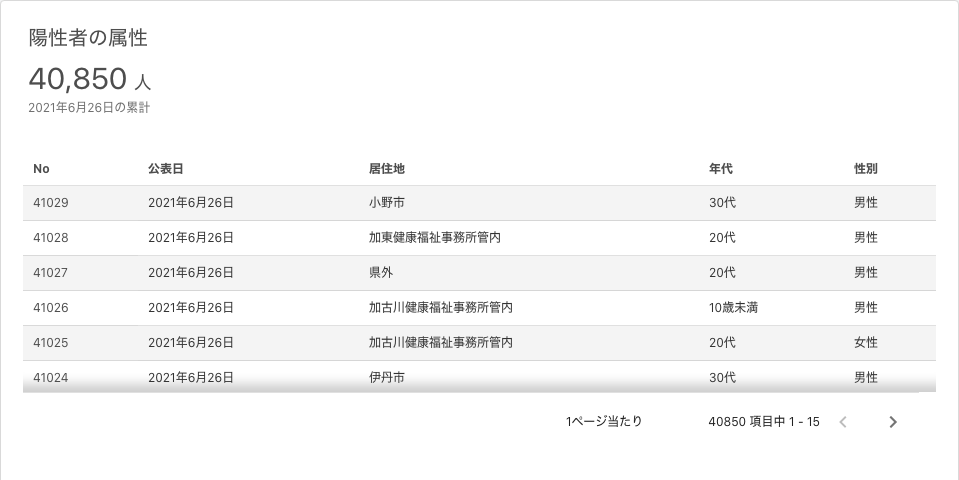 陽性者の属性
40,850 人
2021年6月26日の累計
No 公表日 居住地 年代 性別
41029 2021年6月26日 小野市 30代 男性
41028 2021年6月26日 加東健康福祉事務所管内 20代 男性
41027 2021年6月26日 県外 20代 男性
41026 2021年6月26日 加古川健康福祉事務所管内 10歳未満 男性
41025 2021年6月26日 加古川健康福祉事務所管内 20代 女性
41024 2021年6月26日 伊丹市 30代 男性
1ページ当たり 40850 項目中 1 - 15